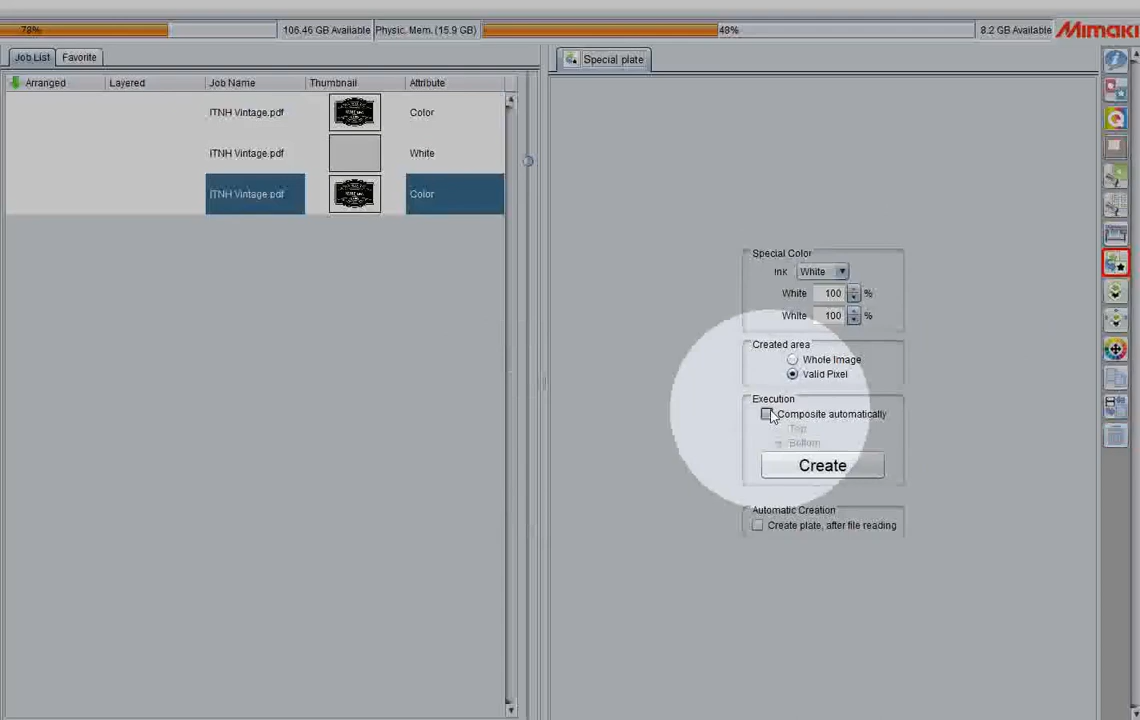 78% 106.46 GB Available Physic. Mem. (15.9 GB) 48% 8.2 GB Available Mimaki
Job List Favorite
Arranged Layered Job Name Thumbnail Attribute
ITNH Vintage.pdf Color
ITNH Vintage.pdf White
ITNH Vintage.pdf Color
Special plate
Special Color
Ink White
White 100 %
White 100 %
Created area
Whole Image
Valid Pixel
Execution
Composite automatically
Top
Bottom
Create
Automatic Creation
Create plate, after file reading